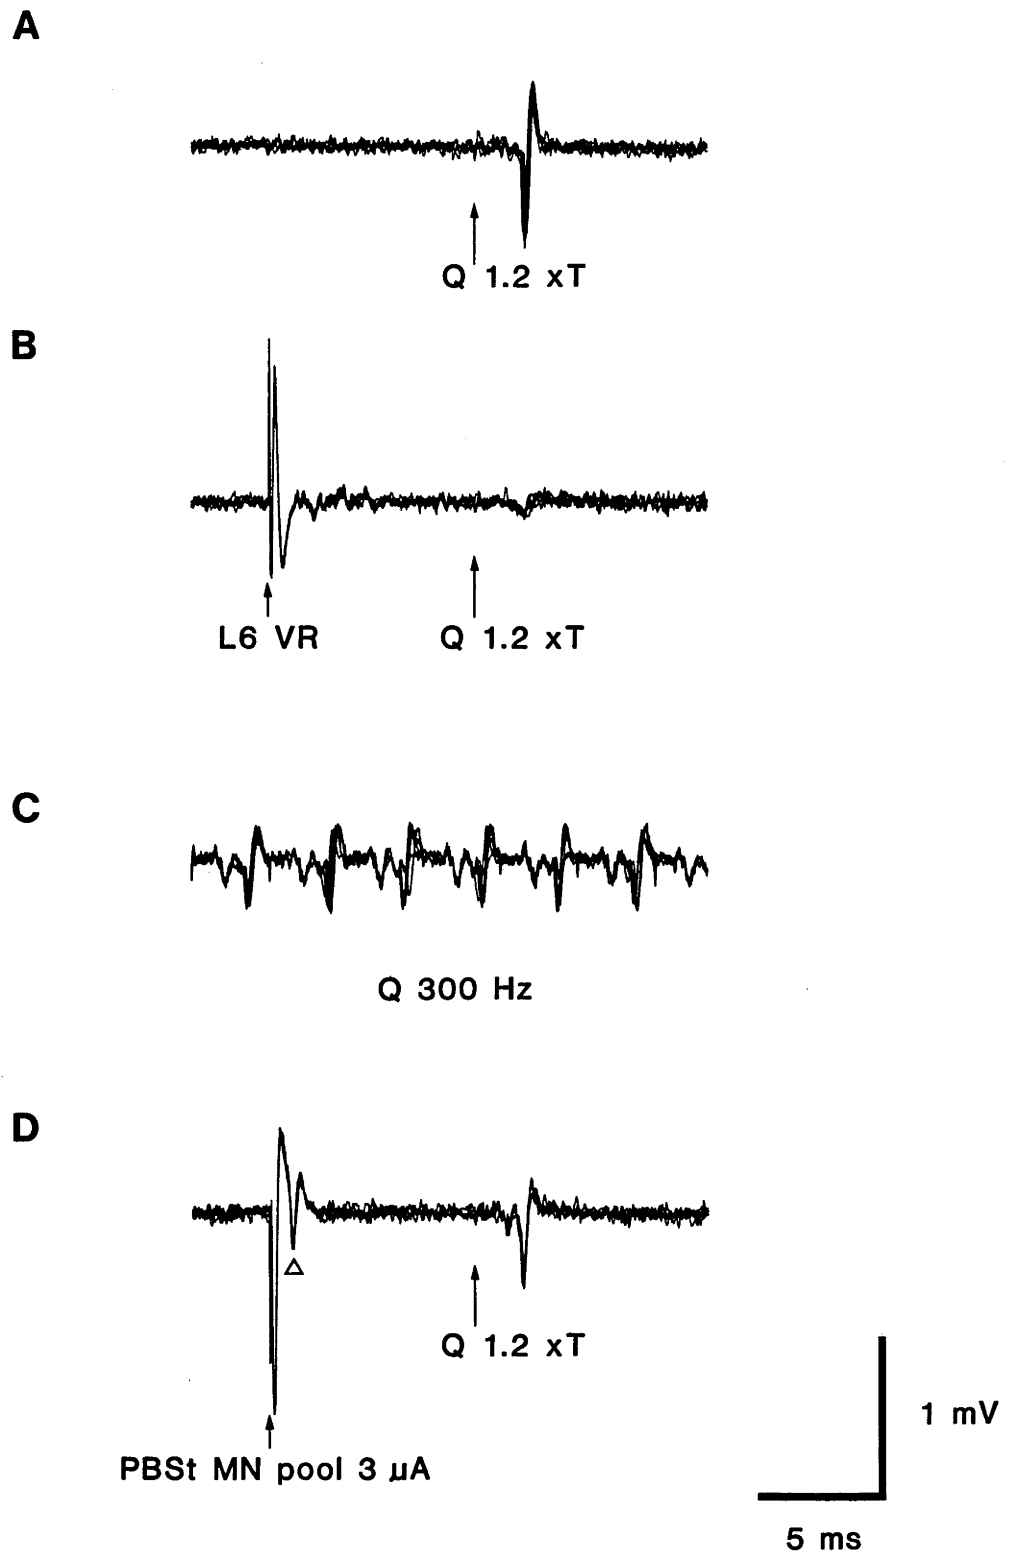 A
Q 1.2 xT
B
L6 VR
Q 1.2 xT
C
Q 300 Hz
D
Q 1.2 xT
1 mV
PBSt MN pool 3 µA
5 ms